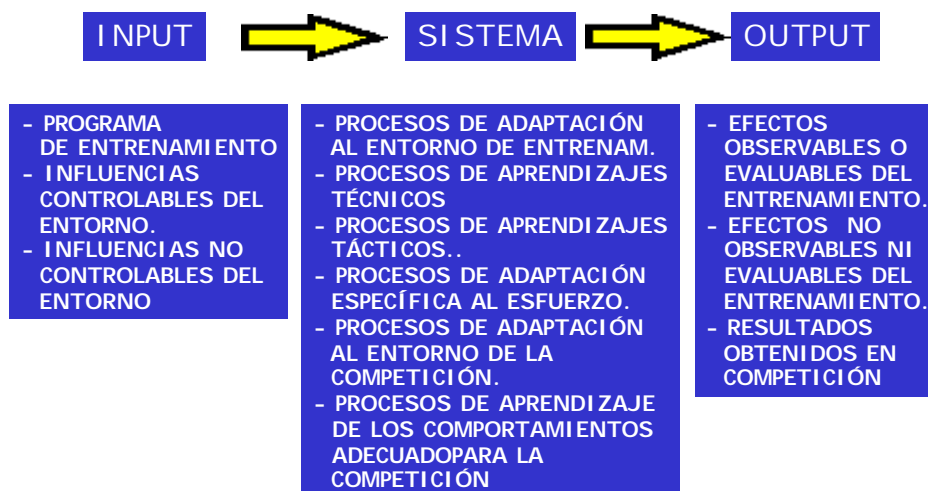 INPUT
SISTEMA
OUTPUT
- PROGRAMA
DE ENTRENAMIENTO
- INFLUENCIAS
CONTROLABLES DEL
ENTORNO.
- INFLUENCIAS NO
CONTROLABLES DEL
ENTORNO
- PROCESOS DE ADAPTACIÓN
AL ENTORNO DE ENTRENAM.
- PROCESOS DE APRENDIZAJES
TÉCNICOS
- PROCESOS DE APRENDIZAJES
TÁCTICOS..
- PROCESOS DE ADAPTACIÓN
ESPECÍFICA AL ESFUERZO.
- PROCESOS DE ADAPTACIÓN
AL ENTORNO DE LA
COMPETICIÓN.
- PROCESOS DE APRENDIZAJE
DE LOS COMPORTAMIENTOS
ADECUADOPARA LA
COMPETICIÓN
- EFECTOS
OBSERVABLES O
EVALUABLES DEL
ENTRENAMIENTO.
- EFECTOS NO
OBSERVABLES NI
EVALUABLES DEL
ENTRENAMIENTO.
- RESULTADOS
OBTENIDOS EN
COMPETICIÓN